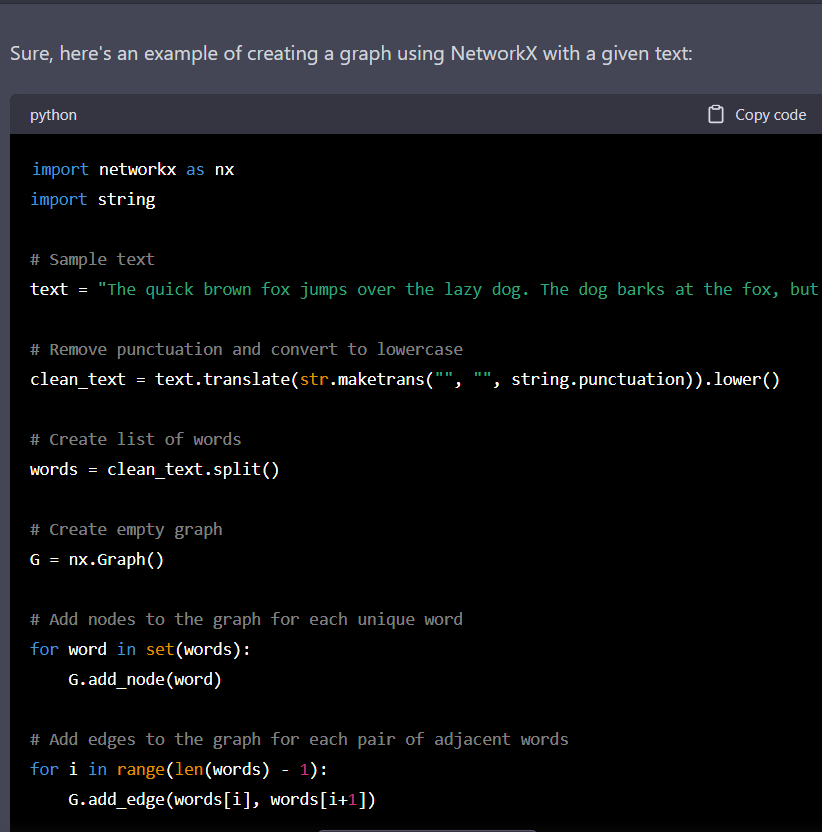 Sure, here's an example of creating a graph using NetworkX with a given text:
python
Copy code
import networkx as nx
import string
# Sample text
text = "The quick brown fox jumps over the lazy dog. The dog barks at the fox, but
# Remove punctuation and convert to lowercase
clean_text = text.translate(str.maketrans("", "", string.punctuation)).lower()
# Create list of words
words = clean_text.split()
# Create empty graph
G = nx.Graph()
# Add nodes to the graph for each unique word
for word in set(words):
    G.add_node(word)
# Add edges to the graph for each pair of adjacent words
for i in range(len(words) - 1):
    G.add_edge(words[i], words[i+1])